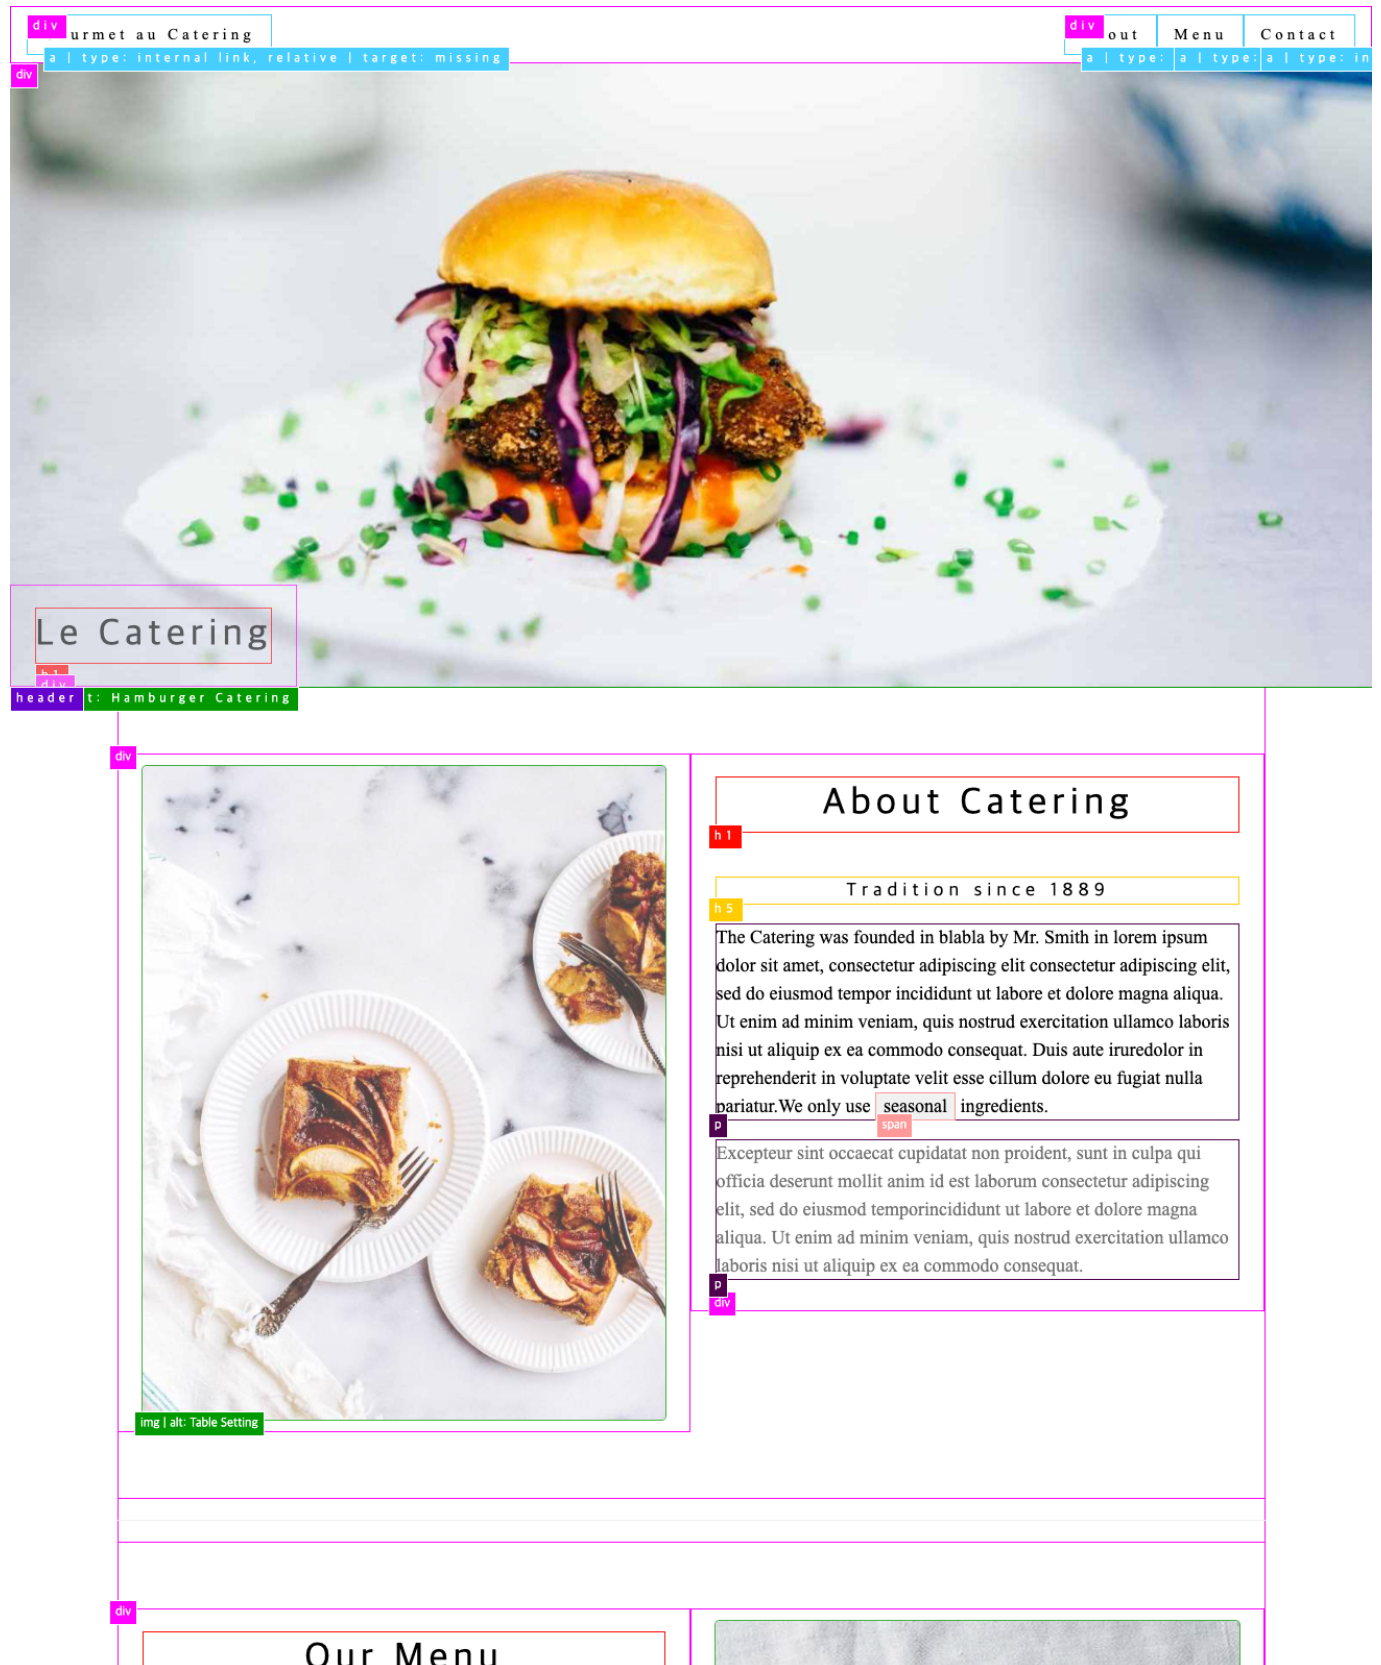 div
urmet au Catering
div
out
Menu
Contact
a | type: internal link, relative | target: missing
a | type:
a | type:
a | type: in
div
Le Catering
h1
div
header
t: Hamburger Catering
div
About Catering
h1
Tradition since 1889
h5
The Catering was founded in blabla by Mr. Smith in lorem ipsum
dolor sit amet, consectetur adipiscing elit consectetur adipiscing elit,
sed do eiusmod tempor incididunt ut labore et dolore magna aliqua.
Ut enim ad minim veniam, quis nostrud exercitation ullamco laboris
nisi ut aliquip ex ea commodo consequat. Duis aute iruredolor in
reprehenderit in voluptate velit esse cillum dolore eu fugiat nulla
pariatur.We only use seasonal ingredients.
p
span
Excepteur sint occaecat cupidatat non proident, sunt in culpa qui
officia deserunt mollit anim id est laborum consectetur adipiscing
elit, sed do eiusmod temporincididunt ut labore et dolore magna
aliqua. Ut enim ad minim veniam, quis nostrud exercitation ullamco
laboris nisi ut aliquip ex ea commodo consequat.
p
div
img | alt: Table Setting
div
Our Menu